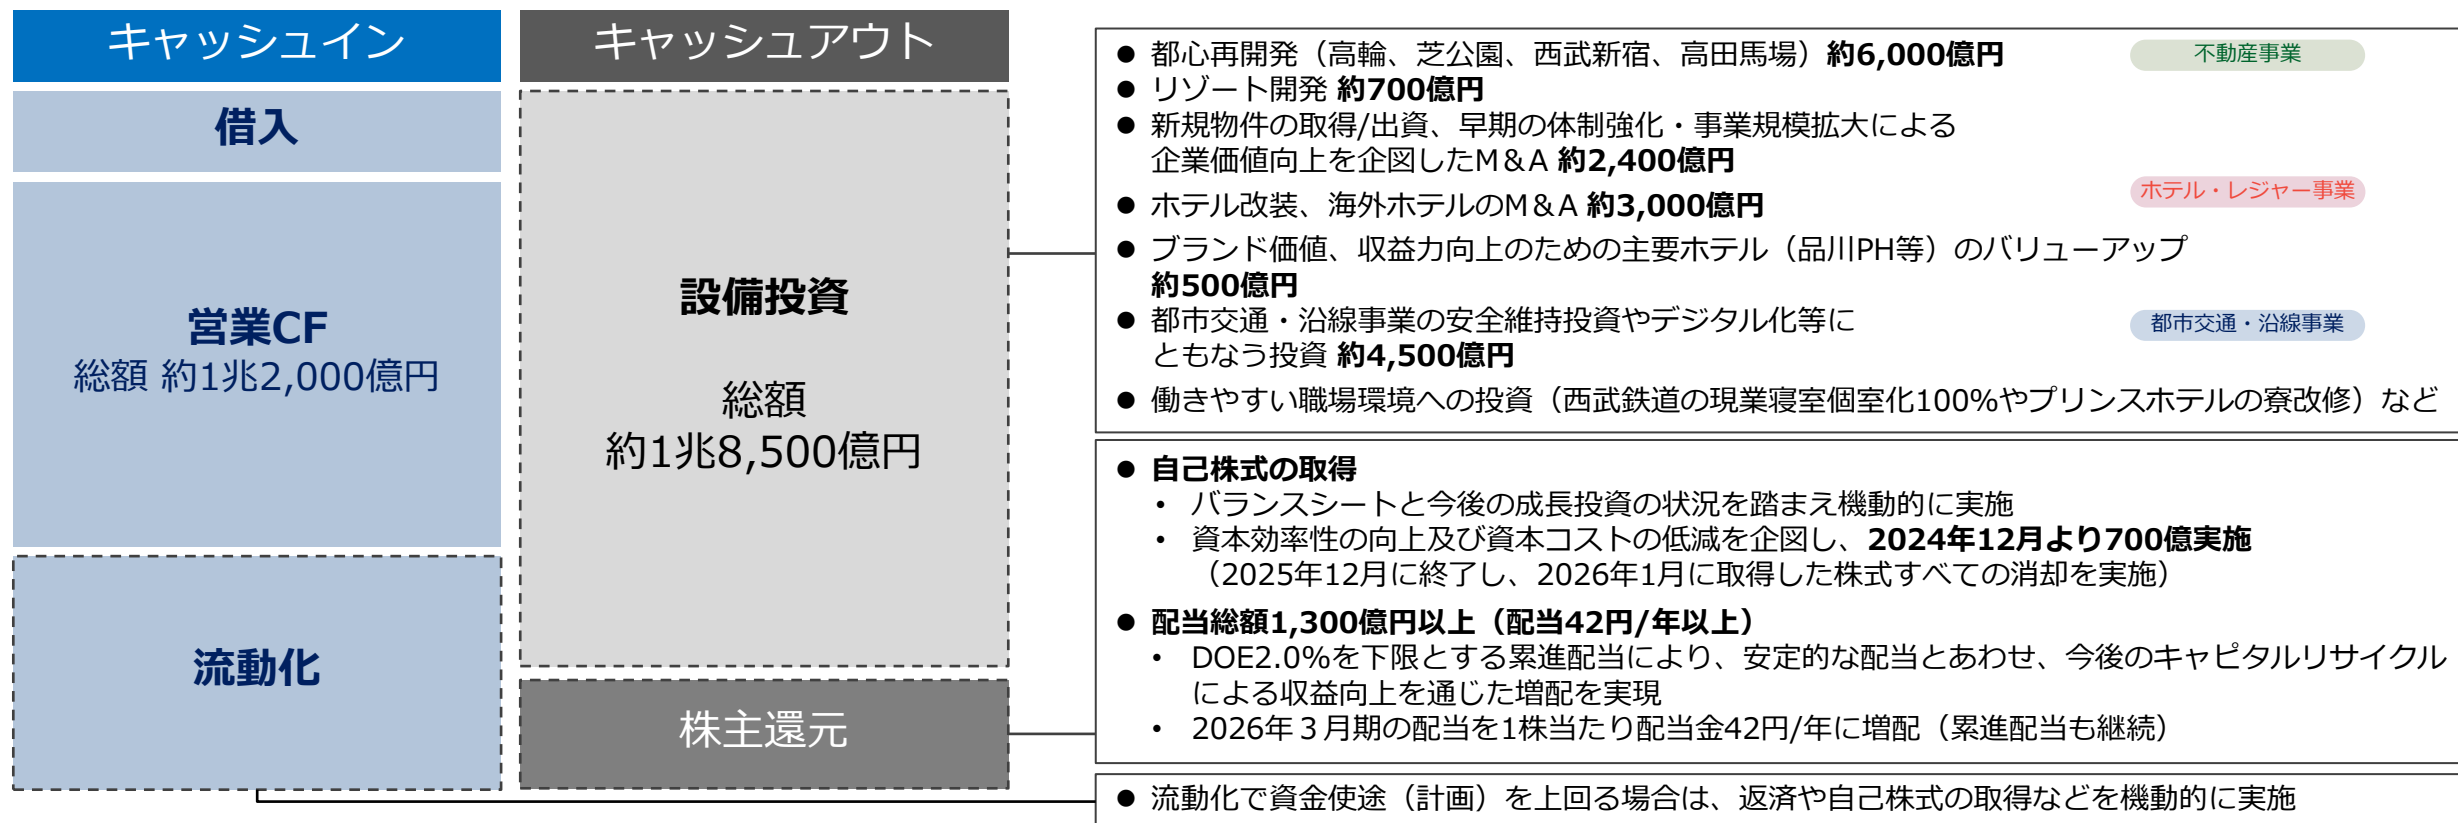 キャッシュイン
キャッシュアウト
借入
営業CF
総額 約1兆2,000億円
流動化
設備投資
総額
約1兆8,500億円
株主還元
● 都心再開発（高輪、芝公園、西武新宿、高田馬場）約6,000億円
不動産事業
● リゾート開発 約700億円
● 新規物件の取得/出資、早期の体制強化・事業規模拡大による
企業価値向上を企図したM＆A 約2,400億円
ホテル・レジャー事業
● ホテル改装、海外ホテルのM＆A 約3,000億円
● ブランド価値、収益力向上のための主要ホテル（品川PH等）のバリューアップ
約500億円
● 都市交通・沿線事業の安全維持投資やデジタル化等に
都市交通・沿線事業
ともなう投資 約4,500億円
● 働きやすい職場環境への投資（西武鉄道の現業寝室個室化100%やプリンスホテルの寮改修）など
● 自己株式の取得
• バランスシートと今後の成長投資の状況を踏まえ機動的に実施
• 資本効率性の向上及び資本コストの低減を企図し、2024年12月より700億実施
（2025年12月に終了し、2026年1月に取得した株式すべての消却を実施）
● 配当総額1,300億円以上（配当42円/年以上）
• DOE2.0%を下限とする累進配当により、安定的な配当とあわせ、今後のキャピタルリサイクル
による収益向上を通じた増配を実現
• 2026年３月期の配当を1株当たり配当金42円/年に増配（累進配当も継続）
● 流動化で資金使途（計画）を上回る場合は、返済や自己株式の取得などを機動的に実施